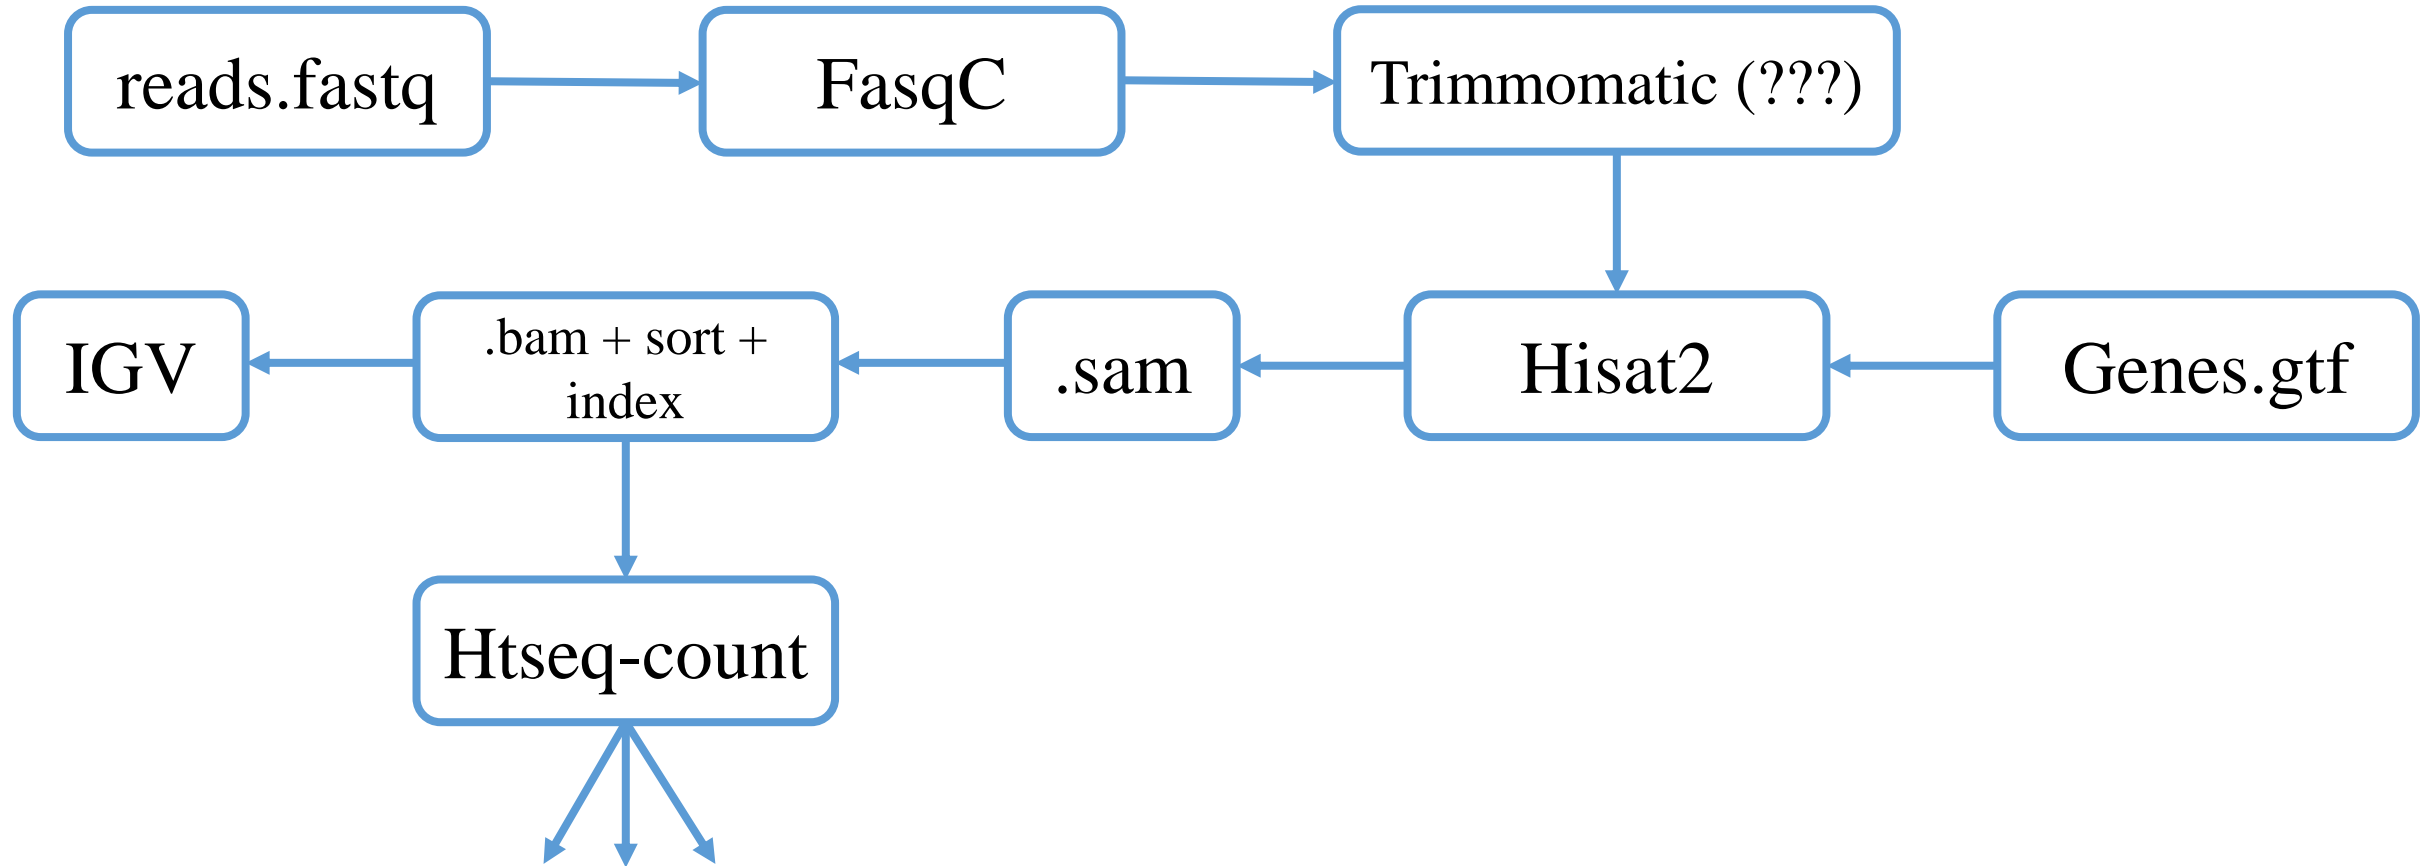 reads.fastq
FasqC
Trimmomatic (???)
IGV
.bam + sort +
index
.sam
Hisat2
Genes.gtf
Htseq-count